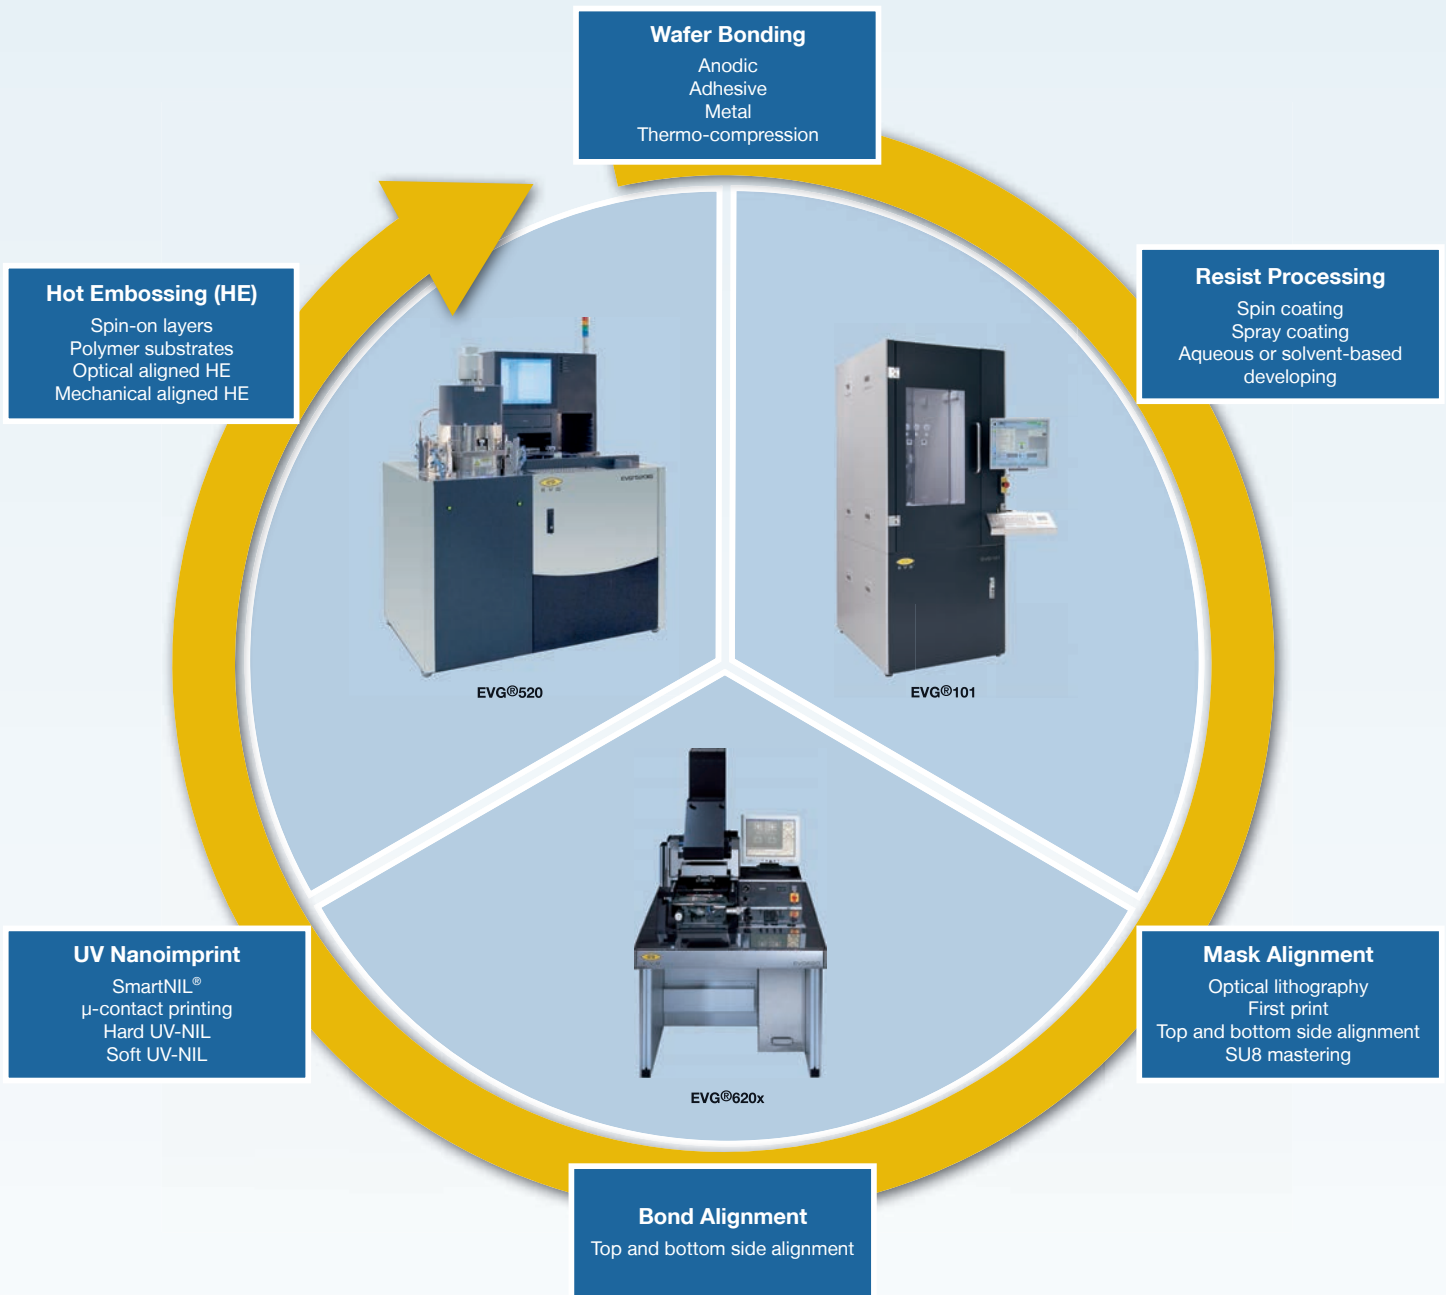 Wafer Bonding
Anodic
Adhesive
Metal
Thermo-compression
Hot Embossing (HE)
Spin-on layers
Polymer substrates
Optical aligned HE
Mechanical aligned HE
Resist Processing
Spin coating
Spray coating
Aqueous or solvent-based
developing
EVG
EVG
EVG®520
EVG®101
UV Nanoimprint
SmartNIL®
µ-contact printing
Hard UV-NIL
Soft UV-NIL
EVG
Mask Alignment
Optical lithography
First print
Top and bottom side alignment
SU8 mastering
EVG®620x
Bond Alignment
Top and bottom side alignment